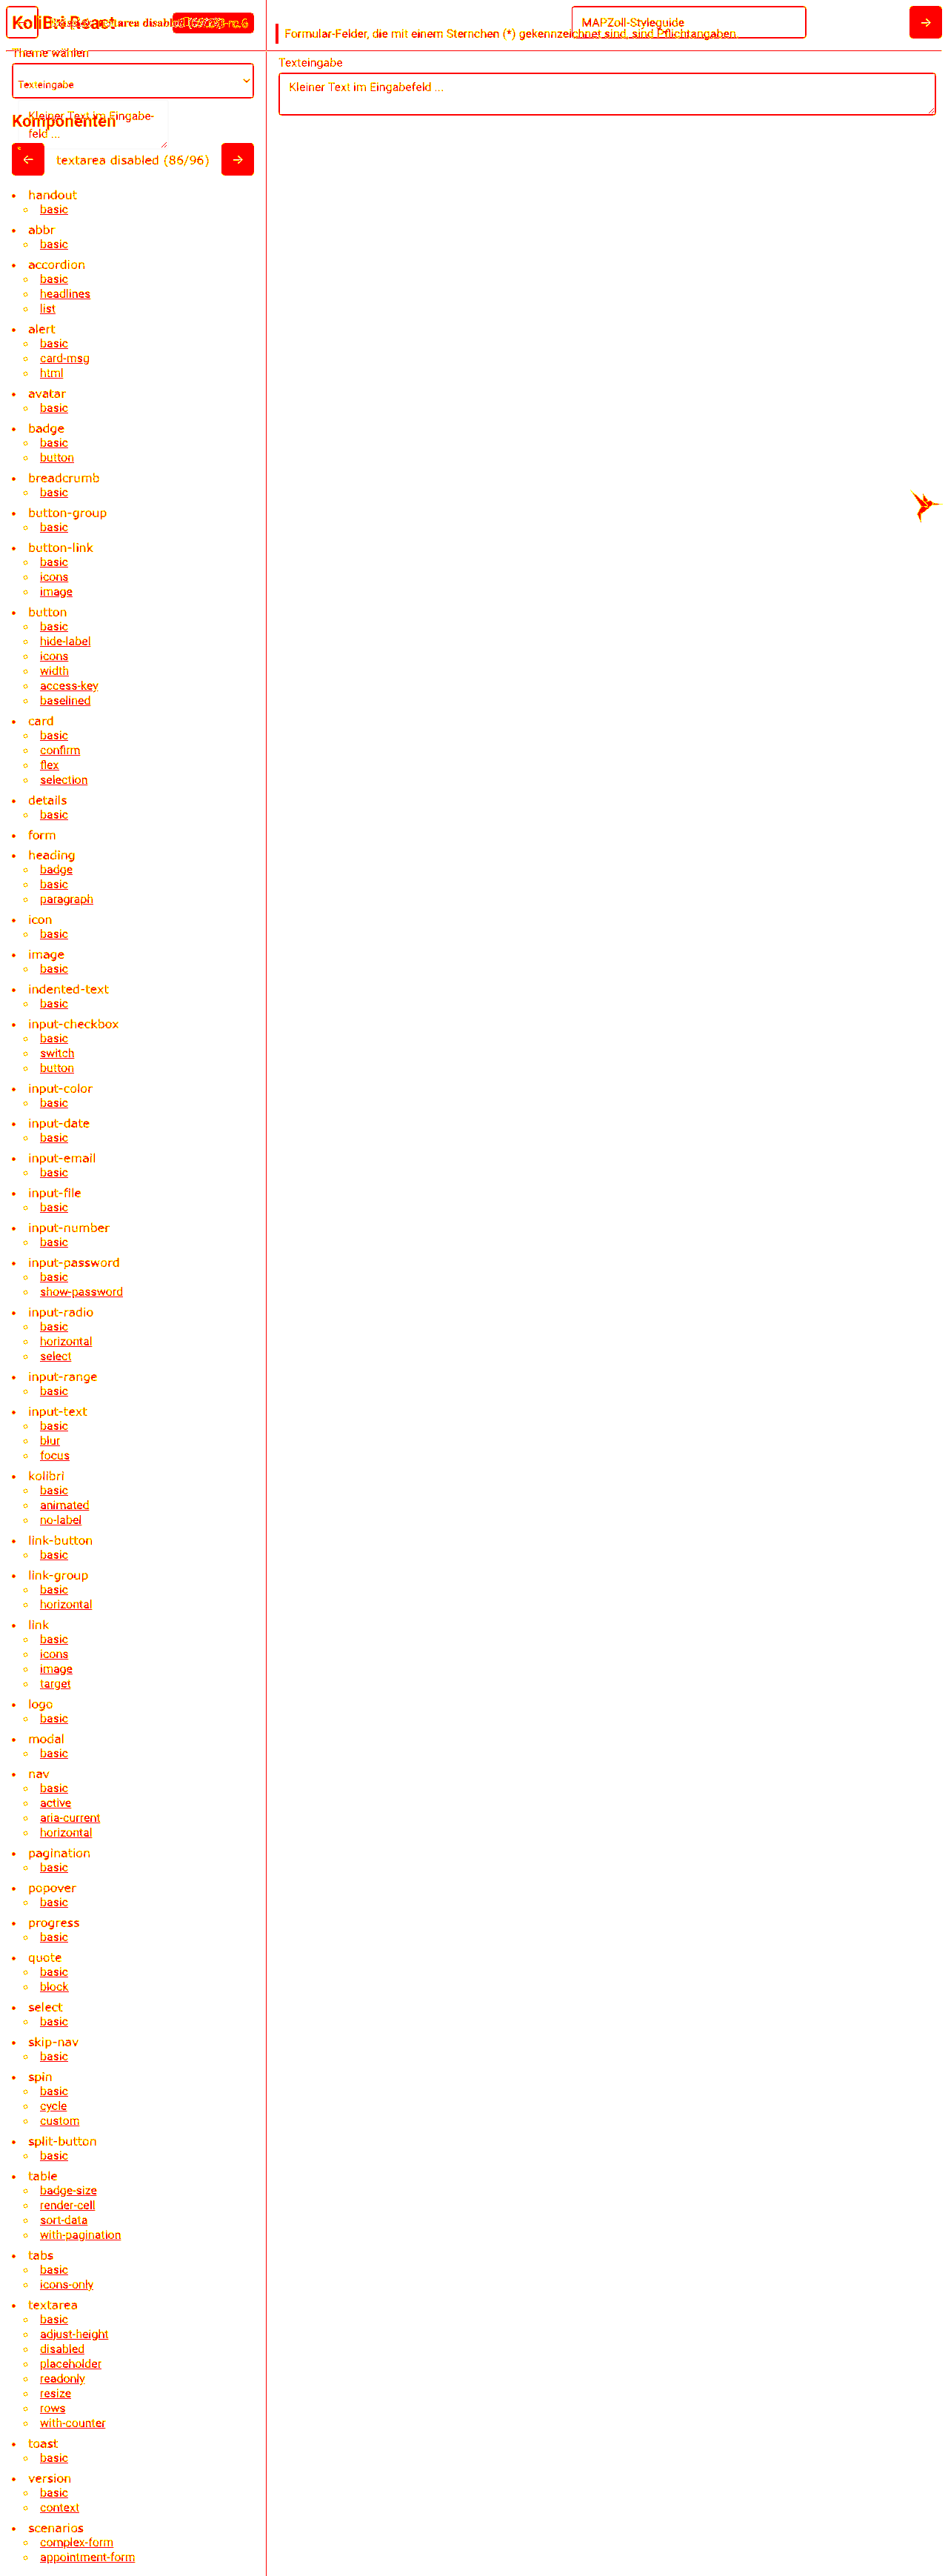 KoliBri React
textarea disabled
MAPZoll-Styleguide
Formular-Felder, die mit einem Sternchen (*) gekennzeichnet sind, sind Pflichtangaben
Theme wählen
Texteingabe
Texteingabe
Kleiner Text im Eingabefeld ...
Kleiner Text im Eingabe-
feld ...
Komponenten
textarea disabled (86/96)
handout
basic
abbr
basic
accordion
basic
headlines
list
alert
basic
card-msg
html
avatar
basic
badge
basic
button
breadcrumb
basic
button-group
basic
button-link
basic
icons
image
button
basic
hide-label
icons
width
access-key
baselined
card
basic
confirm
flex
selection
details
basic
form
heading
badge
basic
paragraph
icon
basic
image
basic
indented-text
basic
input-checkbox
basic
switch
button
input-color
basic
input-date
basic
input-email
basic
input-file
basic
input-number
basic
input-password
basic
show-password
input-radio
basic
horizontal
select
input-range
basic
input-text
basic
blur
focus
kolibri
basic
animated
no-label
link-button
basic
link-group
basic
horizontal
link
basic
icons
image
target
logo
basic
modal
basic
nav
basic
active
aria-current
horizontal
pagination
basic
popover
basic
progress
basic
quote
basic
block
select
basic
skip-nav
basic
spin
basic
cycle
custom
split-button
basic
table
badge-size
render-cell
sort-data
with-pagination
tabs
basic
icons-only
textarea
basic
adjust-height
disabled
placeholder
readonly
resize
rows
with-counter
toast
basic
version
basic
context
scenarios
complex-form
appointment-form